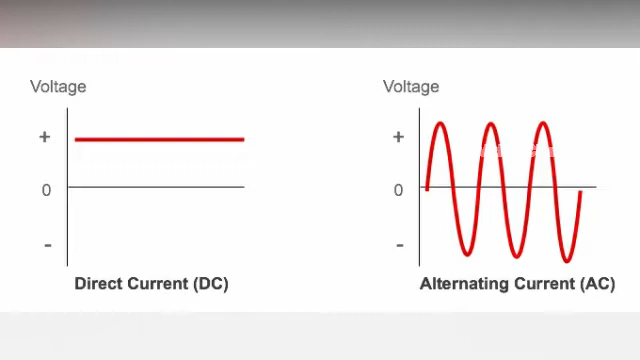 Voltage
+
0
-
Direct Current (DC)
Voltage
+
0
-
Alternating Current (AC)